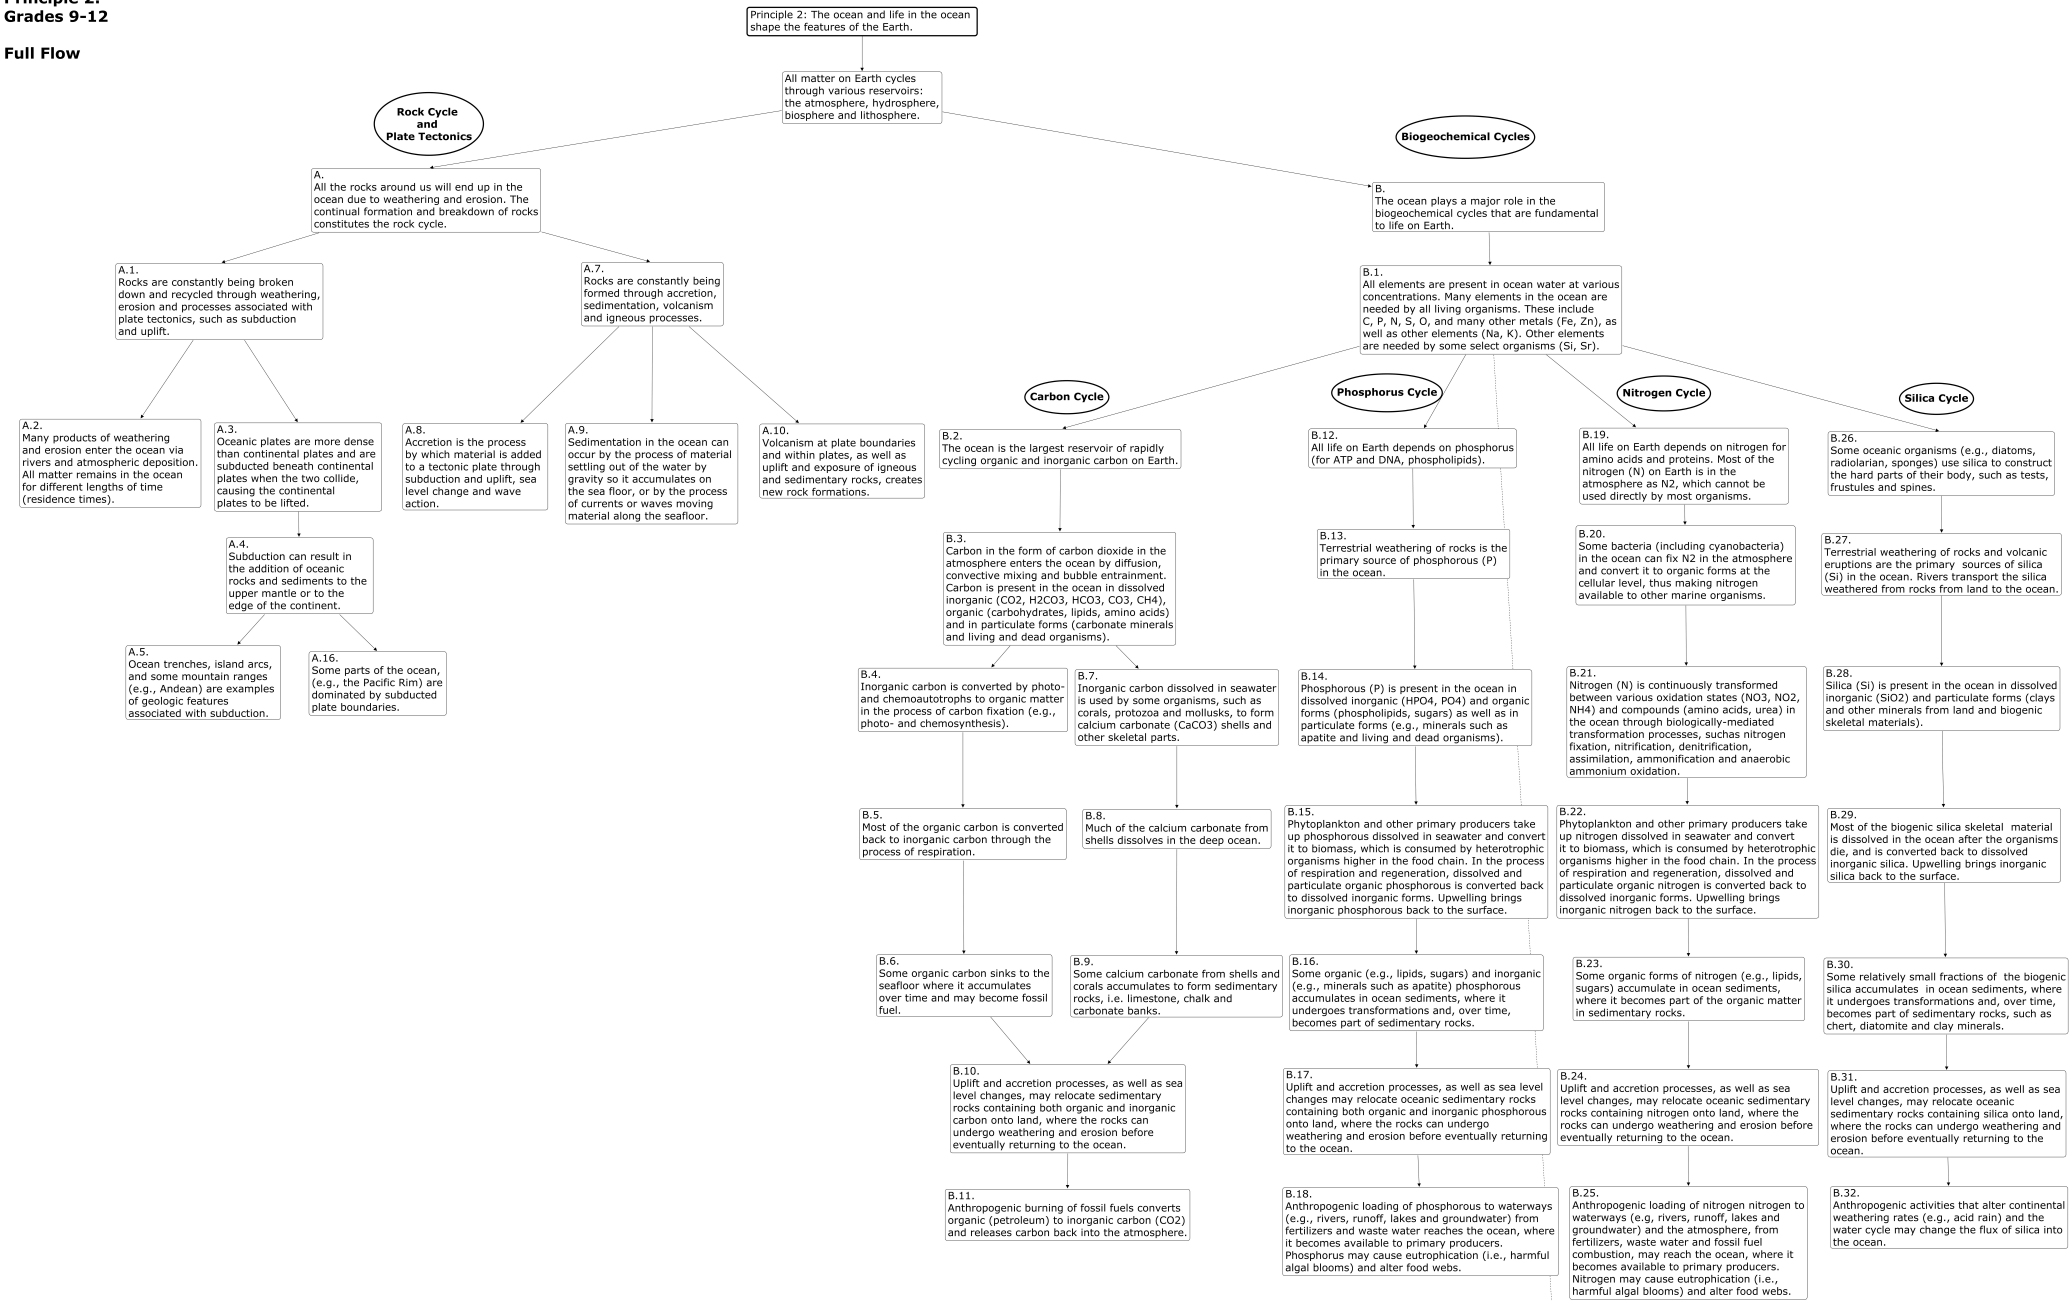 Principle 2:
Grades 9-12
Full Flow
Principle 2: The ocean and life in the ocean
shape the features of the Earth.
All matter on Earth cycles
through various reservoirs:
the atmosphere, hydrosphere,
biosphere and lithosphere.
Rock Cycle
and
Plate Tectonics
Biogeochemical Cycles
A.
All the rocks around us will end up in the
ocean due to weathering and erosion. The
continual formation and breakdown of rocks
constitutes the rock cycle.
B.
The ocean plays a major role in the
biogeochemical cycles that are fundamental
to life on Earth.
A.1.
Rocks are constantly being broken
down and recycled through weathering,
erosion and processes associated with
plate tectonics, such as subduction
and uplift.
A.7.
Rocks are constantly being
formed through accretion,
sedimentation, volcanism
and igneous processes.
B.1.
All elements are present in ocean water at various
concentrations. Many elements in the ocean are
needed by all living organisms. These include
C, P, N, S, O, and many other metals (Fe, Zn), as
well as other elements (Na, K). Other elements
are needed by some select organisms (Si, Sr).
Carbon Cycle
Phosphorus Cycle
Nitrogen Cycle
Silica Cycle
A.2.
Many products of weathering
and erosion enter the ocean via
rivers and atmospheric deposition.
All matter remains in the ocean
for different lengths of time
(residence times).
A.3.
Oceanic plates are more dense
than continental plates and are
subducted beneath continental
plates when the two collide,
causing the continental
plates to be lifted.
A.8.
Accretion is the process
by which material is added
to a tectonic plate through
subduction and uplift, sea
level change and wave
action.
A.9.
Sedimentation in the ocean can
occur by the process of material
settling out of the water by
gravity so it accumulates on
the sea floor, or by the process
of currents or waves moving
material along the seafloor.
A.10.
Volcanism at plate boundaries
and within plates, as well as
uplift and exposure of igneous
and sedimentary rocks, creates
new rock formations.
B.2.
The ocean is the largest reservoir of rapidly
cycling organic and inorganic carbon on Earth.
B.12.
All life on Earth depends on phosphorus
(for ATP and DNA, phospholipids).
B.19.
All life on Earth depends on nitrogen for
amino acids and proteins. Most of the
nitrogen (N) on Earth is in the
atmosphere as N2, which cannot be
used directly by most organisms.
B.26.
Some oceanic organisms (e.g., diatoms,
radiolarian, sponges) use silica to construct
the hard parts of their body, such as tests,
frustules and spines.
A.4.
Subduction can result in
the addition of oceanic
rocks and sediments to the
upper mantle or to the
edge of the continent.
B.3.
Carbon in the form of carbon dioxide in the
atmosphere enters the ocean by diffusion,
convective mixing and bubble entrainment.
Carbon is present in the ocean in dissolved
inorganic (CO2, H2CO3, HCO3, CO3, CH4),
organic (carbohydrates, lipids, amino acids)
and in particulate forms (carbonate minerals
and living and dead organisms).
B.13.
Terrestrial weathering of rocks is the
primary source of phosphorous (P)
in the ocean.
B.20.
Some bacteria (including cyanobacteria)
in the ocean can fix N2 in the atmosphere
and convert it to organic forms at the
cellular level, thus making nitrogen
available to other marine organisms.
B.27.
Terrestrial weathering of rocks and volcanic
eruptions are the primary  sources of silica
(Si) in the ocean. Rivers transport the silica
weathered from rocks from land to the ocean.
A.5.
Ocean trenches, island arcs,
and some mountain ranges
(e.g., Andean) are examples
of geologic features
associated with subduction.
A.16.
Some parts of the ocean,
(e.g., the Pacific Rim) are
dominated by subducted
plate boundaries.
B.4.
Inorganic carbon is converted by photo-
and chemoautotrophs to organic matter
in the process of carbon fixation (e.g.,
photo- and chemosynthesis).
B.7.
Inorganic carbon dissolved in seawater
is used by some organisms, such as
corals, protozoa and mollusks, to form
calcium carbonate (CaCO3) shells and
other skeletal parts.
B.14.
Phosphorous (P) is present in the ocean in
dissolved inorganic (HPO4, PO4) and organic
forms (phospholipids, sugars) as well as in
particulate forms (e.g., minerals such as
apatite and living and dead organisms).
B.21.
Nitrogen (N) is continuously transformed
between various oxidation states (NO3, NO2,
NH4) and compounds (amino acids, urea) in
the ocean through biologically-mediated
transformation processes, suchas nitrogen
fixation, nitrification, denitrification,
assimilation, ammonification and anaerobic
ammonium oxidation.
B.28.
Silica (Si) is present in the ocean in dissolved
inorganic (SiO2) and particulate forms (clays
and other minerals from land and biogenic
skeletal materials).
B.5.
Most of the organic carbon is converted
back to inorganic carbon through the
process of respiration.
B.8.
Much of the calcium carbonate from
shells dissolves in the deep ocean.
B.15.
Phytoplankton and other primary producers take
up phosphorous dissolved in seawater and convert
it to biomass, which is consumed by heterotrophic
organisms higher in the food chain. In the process
of respiration and regeneration, dissolved and
particulate organic phosphorous is converted back
to dissolved inorganic forms. Upwelling brings
inorganic phosphorous back to the surface.
B.22.
Phytoplankton and other primary producers take
up nitrogen dissolved in seawater and convert
it to biomass, which is consumed by heterotrophic
organisms higher in the food chain. In the process
of respiration and regeneration, dissolved and
particulate organic nitrogen is converted back to
dissolved inorganic forms. Upwelling brings
inorganic nitrogen back to the surface.
B.29.
Most of the biogenic silica skeletal  material
is dissolved in the ocean after the organisms
die, and is converted back to dissolved
inorganic silica. Upwelling brings inorganic
silica back to the surface.
B.6.
Some organic carbon sinks to the
seafloor where it accumulates
over time and may become fossil
fuel.
B.9.
Some calcium carbonate from shells and
corals accumulates to form sedimentary
rocks, i.e. limestone, chalk and
carbonate banks.
B.16.
Some organic (e.g., lipids, sugars) and inorganic
(e.g., minerals such as apatite) phosphorous
accumulates in ocean sediments, where it
undergoes transformations and, over time,
becomes part of sedimentary rocks.
B.23.
Some organic forms of nitrogen (e.g., lipids,
sugars) accumulate in ocean sediments,
where it becomes part of the organic matter
in sedimentary rocks.
B.30.
Some relatively small fractions of  the biogenic
silica accumulates  in ocean sediments, where
it undergoes transformations and, over time,
becomes part of sedimentary rocks, such as
chert, diatomite and clay minerals.
B.10.
Uplift and accretion processes, as well as sea
level changes, may relocate sedimentary
rocks containing both organic and inorganic
carbon onto land, where the rocks can
undergo weathering and erosion before
eventually returning to the ocean.
B.17.
Uplift and accretion processes, as well as sea level
changes may relocate oceanic sedimentary rocks
containing both organic and inorganic phosphorous
onto land, where the rocks can undergo
weathering and erosion before eventually returning
to the ocean.
B.24.
Uplift and accretion processes, as well as sea
level changes, may relocate oceanic sedimentary
rocks containing nitrogen onto land, where the
rocks can undergo weathering and erosion before
eventually returning to the ocean.
B.31.
Uplift and accretion processes, as well as sea
level changes, may relocate oceanic
sedimentary rocks containing silica onto land,
where the rocks can undergo weathering and
erosion before eventually returning to the
ocean.
B.11.
Anthropogenic burning of fossil fuels converts
organic (petroleum) to inorganic carbon (CO2)
and releases carbon back into the atmosphere.
B.18.
Anthropogenic loading of phosphorous to waterways
(e.g., rivers, runoff, lakes and groundwater) from
fertilizers and waste water reaches the ocean, where
it becomes available to primary producers.
Phosphorus may cause eutrophication (i.e., harmful
algal blooms) and alter food webs.
B.25.
Anthropogenic loading of nitrogen nitrogen to
waterways (e.g, rivers, runoff, lakes and
groundwater) and the atmosphere, from
fertilizers, waste water and fossil fuel
combustion, may reach the ocean, where it
becomes available to primary producers.
Nitrogen may cause eutrophication (i.e.,
harmful algal blooms) and alter food webs.
B.32.
Anthropogenic activities that alter continental
weathering rates (e.g., acid rain) and the
water cycle may change the flux of silica into
the ocean.